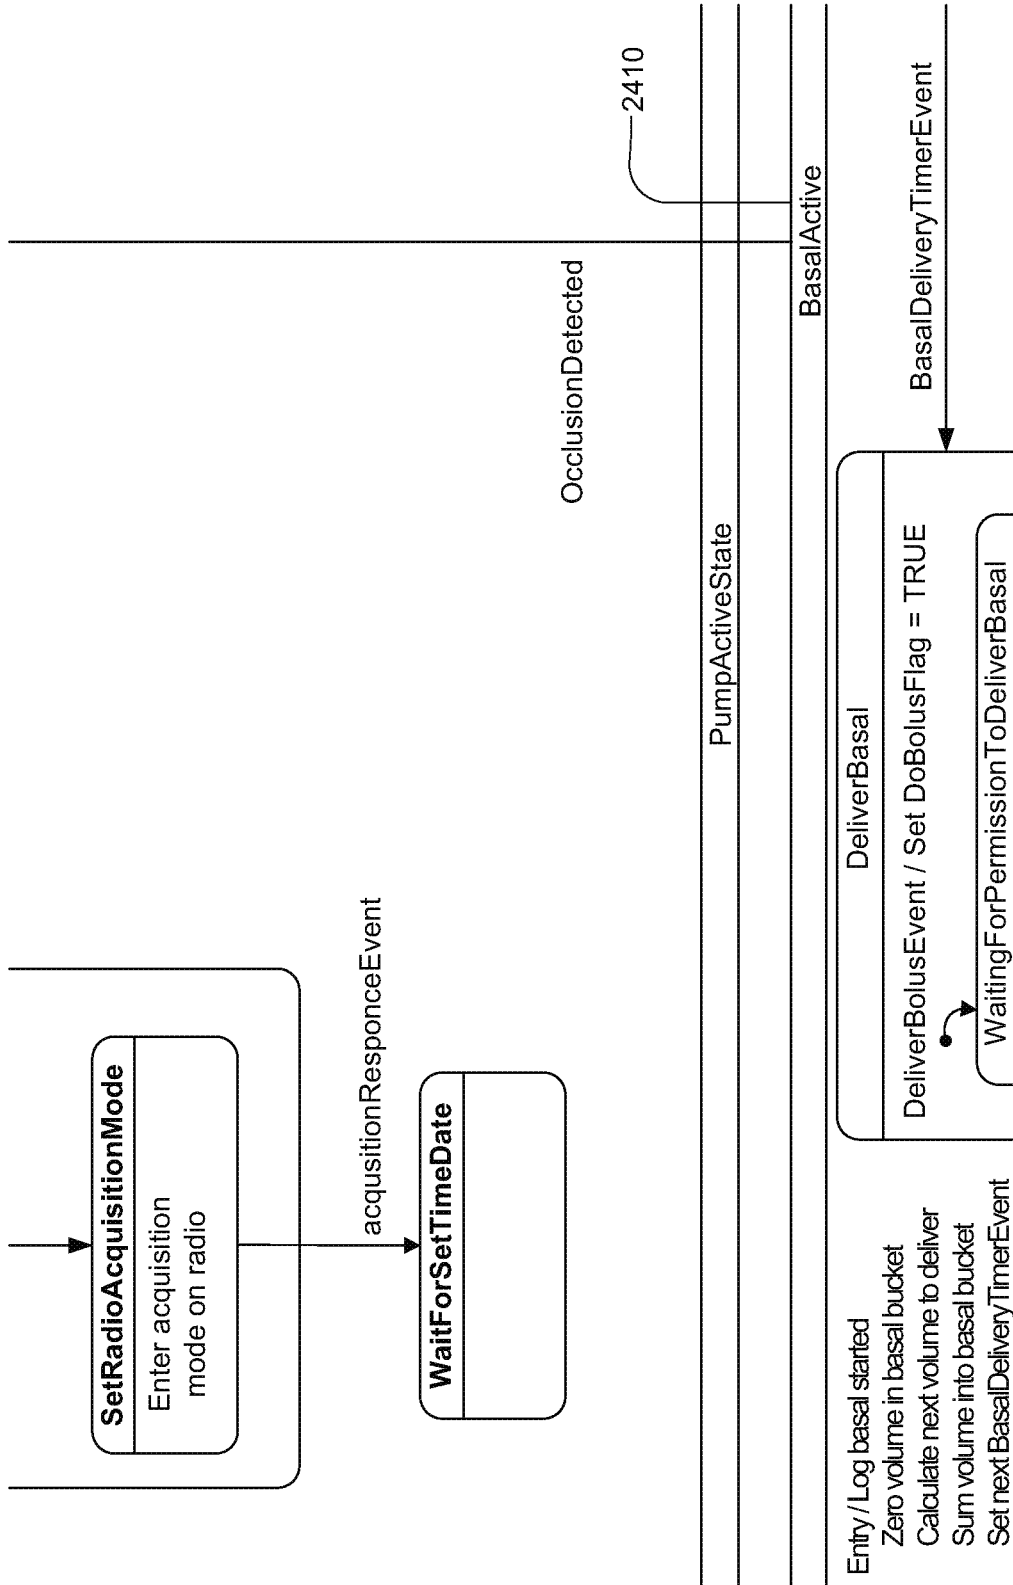 SetRadioAcquisitionMode
Enter acquisition
mode on radio
acqusitionResponceEvent
WaitForSetTimeDate
OcclusionDetected
2410
PumpActiveState
BasalActive
Entry / Log basal started
Zero volume in basal bucket
Calculate next volume to deliver
Sum volume into basal bucket
Set next BasalDeliveryTimerEvent
DeliverBasal
DeliverBolusEvent / Set DoBolusFlag = TRUE
WaitingForPermissionToDeliverBasal
BasalDeliveryTimerEvent